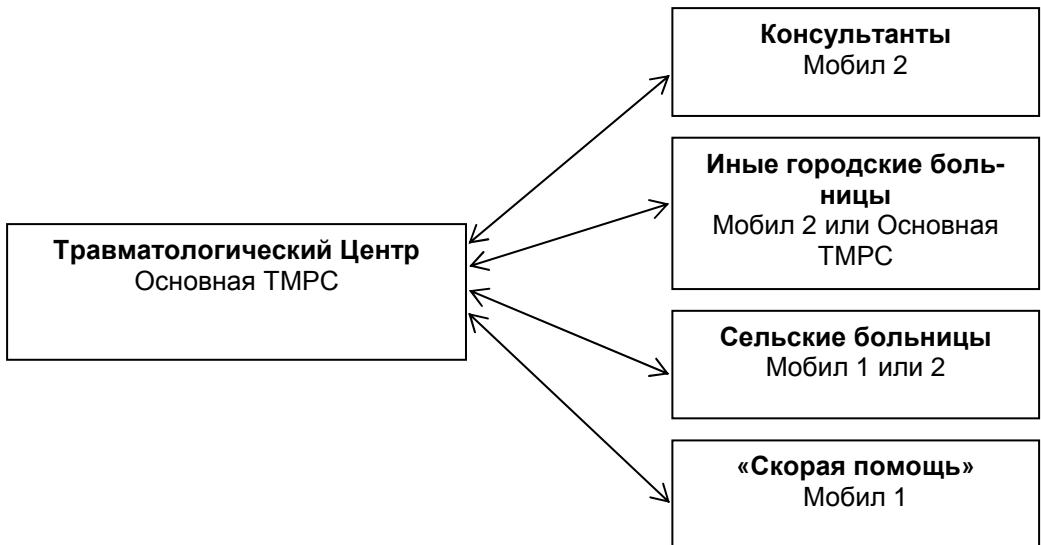 Консультанты
Мобил 2
Иные городские боль-
ницы
Мобил 2 или Основная
ТМРС
Травматологический Центр
Основная ТМРС
Сельские больницы
Мобил 1 или 2
«Скорая помощь»
Мобил 1